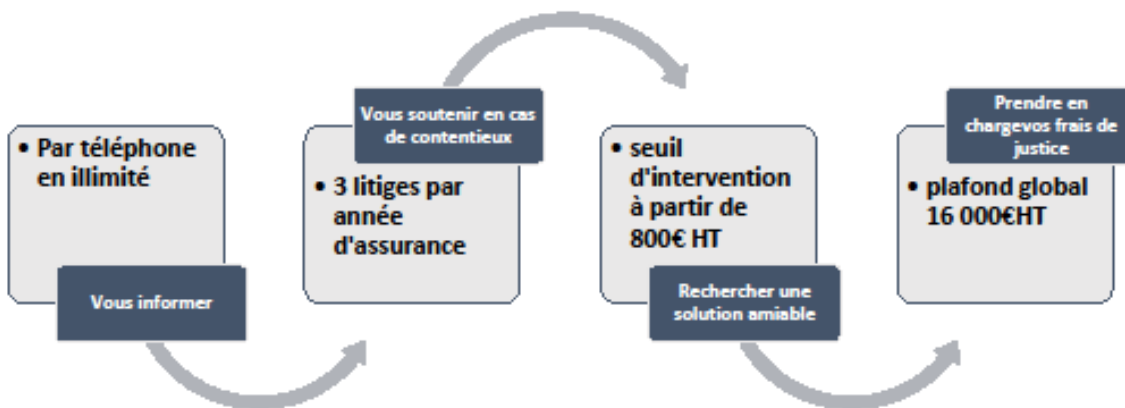 • Par téléphone
en illimité
Vous informer
Vous soutenir en cas
de contentieux
• 3 litiges par
année
d'assurance
• seuil
d'intervention
à partir de
800€ HT
Rechercher une
solution amiable
Prendre en
chargevos frais de
justice
• plafond global
16 000€HT